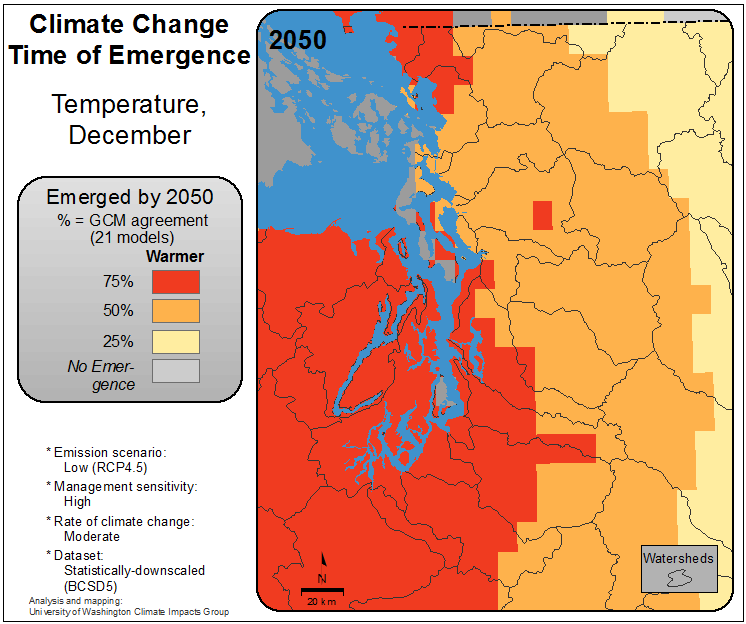 Climate Change
Time of Emergence
Temperature,
December
Emerged by 2050
% = GCM agreement
(21 models)
Warmer
75%
50%
25%
No Emer-
gence
* Emission scenario:
Low (RCP4.5)
* Management sensitivity:
High
* Rate of climate change:
Moderate
* Dataset:
Statistically-downscaled
(BCSD5)
Analysis and mapping:
University of Washington Climate Impacts Group
2050
N
20 km
Watersheds